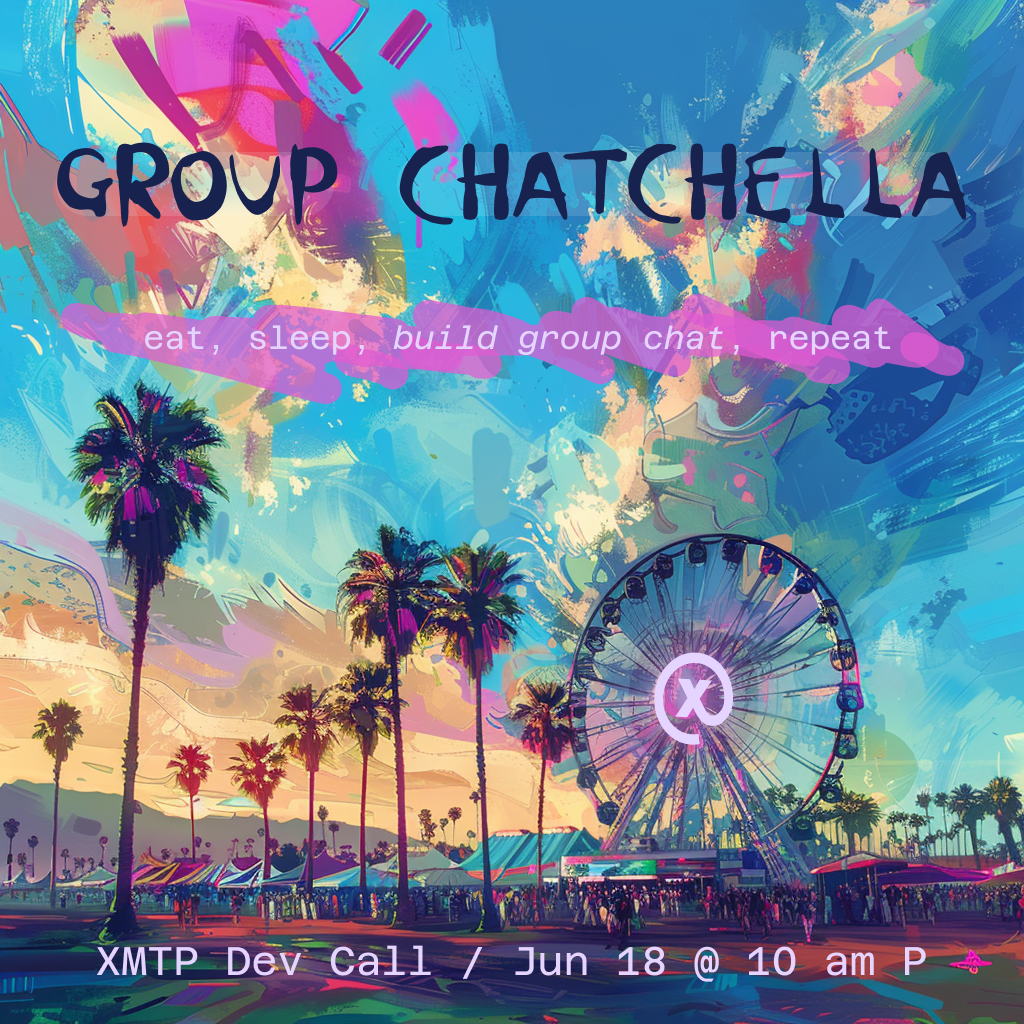 GROUP CHATCHELLA
eat, sleep, build group chat, repeat
X
XMTP Dev Call / Jun 18 @ 10 am P